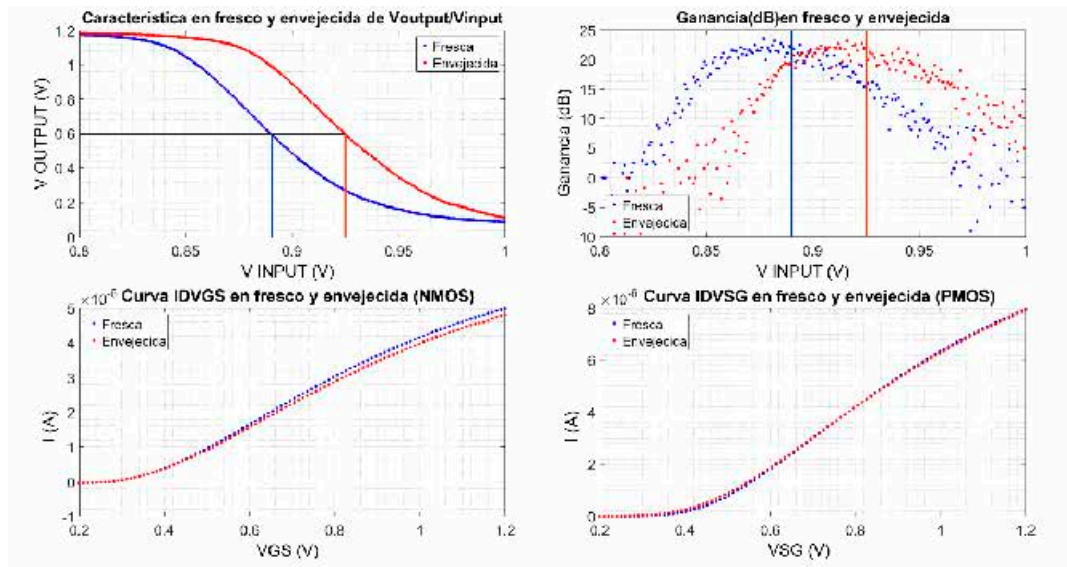 Caracteristica en fresco y envejecida de Voutput/Vinput
1.2
1
0.8
0.6
0.4
0.2
0
V OUTPUT (V)
Fresca
Envejecida
0.8 0.85 0.9 0.95 1
V INPUT (V)
Ganancia(dB)en fresco y envejecida
25
20
15
10
5
0
-5
10
Ganancia (dB)
Fresca
Envejecida
0.8 0.85 0.9 0.95 1
V INPUT (V)
×10⁻⁵ Curva IDVGS en fresco y envejecida (NMOS)
5
4
3
2
1
0
-1
I (A)
Fresca
Envejecida
0.2 0.4 0.6 0.8 1 1.2
VGS (V)
×10⁻⁶ Curva IDVSG en fresco y envejecida (PMOS)
8
6
4
2
0
I (A)
Fresca
Envejecida
0.2 0.4 0.6 0.8 1 1.2
VSG (V)